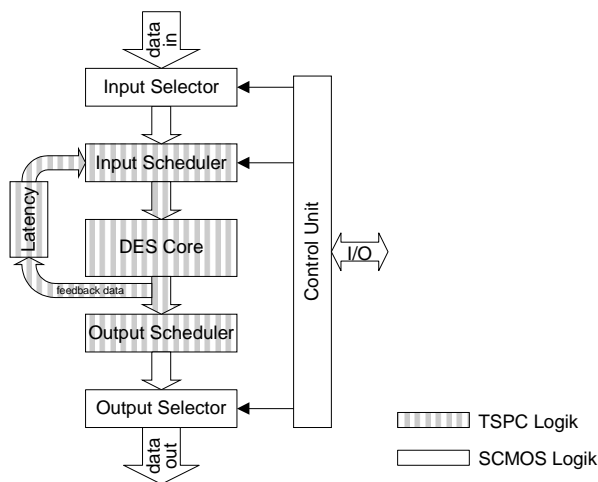 data
in
Input Selector
Input Scheduler
Latency
DES Core
Control Unit
I/O
feedback data
Output Scheduler
Output Selector
TSPC Logik
data
out
SCMOS Logik